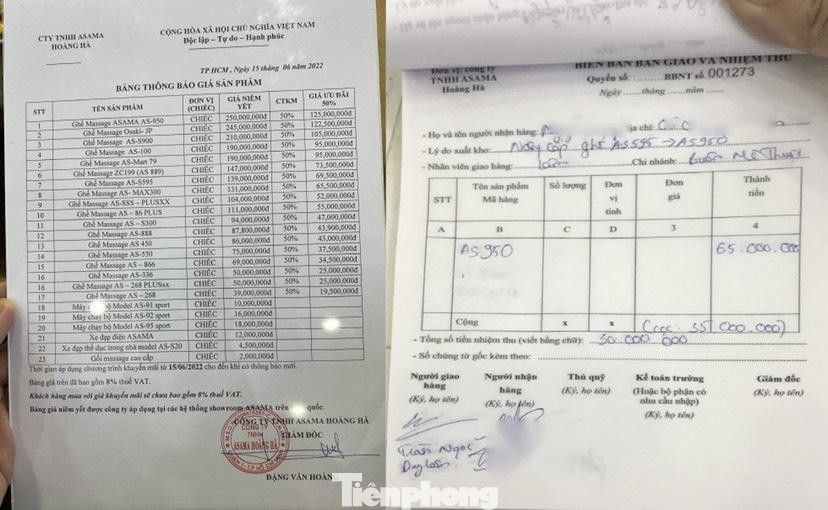 CTY TNHH ASAMA
HOÀNG HÀ
CỘNG HÒA XÃ HỘI CHỦ NGHĨA VIỆT NAM
Độc lập - Tự do - Hạnh phúc
TP HCM, Ngày 15 tháng 06 năm 2022
BẢNG THÔNG BÁO GIÁ SẢN PHẨM
STT TÊN SẢN PHẨM ĐƠN VỊ (CHIẾC) GIÁ NIÊM YẾT CTKM GIÁ ƯU ĐÃI 50%
1 Ghế Massage ASAMA AS-950 CHIẾC 250,000,000đ 50% 125,000,000đ
2 Ghế Massage Osaki- JP CHIẾC 245,000,000đ 50% 122,500,000đ
3 Ghế Massage AS-S900 CHIẾC 210,000,000đ 50% 105,000,000đ
4 Ghế Massage AS-100 CHIẾC 190,000,000đ 50% 95,000,000đ
5 Ghế Massage AS-Mart 79 CHIẾC 190,000,000đ 50% 95,000,000đ
6 Ghế Massage ZC199 (AS 889) CHIẾC 147,000,000đ 50% 73,500,000đ
7 Ghế Massage AS-S595 CHIẾC 139,000,000đ 50% 69,500,000đ
8 Ghế Massage AS- MAX300 CHIẾC 131,000,000đ 50% 65,500,000đ
9 Ghế Massage AS-SSS – PLUSXX CHIẾC 104,000,000đ 50% 52,000,000đ
10 Ghế Massage AS – 86 PLUS CHIẾC 111,000,000đ 50% 55,000,000đ
11 Ghế Massage AS – S300 CHIẾC 94,000,000đ 50% 47,000,000đ
12 Ghế Massage AS-888 CHIẾC 87,800,000đ 50% 43,900,000đ
13 Ghế Massage AS 450 CHIẾC 86,000,000đ 50% 43,000,000đ
14 Ghế Massage AS-550 CHIẾC 75,000,000đ 50% 37,500,000đ
15 Ghế Massage AS – 866 CHIẾC 69,000,000đ 50% 34,500,000đ
16 Ghế Massage AS-336 CHIẾC 50,000,000đ 50% 25,000,000đ
16 Ghế Massage AS – 268 PLUSxx CHIẾC 50,000,000đ 50% 25,000,000đ
17 Ghế Massage AS – 268 CHIẾC 39,000,000đ 50% 19,500,000đ
18 Máy chạy bộ Model AS-91 sport CHIẾC 10,000,000đ
19 Máy chạy bộ Model AS-92 sport CHIẾC 16,000,000đ
20 Máy chạy bộ Model AS-95 sport CHIẾC 18,000,000đ
21 Xe đạp điện ASAMA CHIẾC 12,000,000đ
22 Xe đạp thể dục trong nhà model AS-S20 CHIẾC 4,500,000đ
23 Gối massage cao cấp CHIẾC 2,000,000đ
Thời gian áp dụng chương trình khuyến mãi từ 15/06/2022 cho đến khi có thông báo mới.
Bảng giá trên đã bao gồm 8% thuế VAT.
Khách hàng mua với giá khuyến mãi sẽ chưa bao gồm 8% thuế VAT.
Bảng giá niêm yết được công ty áp dụng tại các hệ thống showroom ASAMA trên quốc.
CÔNG TY TNHH ASAMA HOÀNG HÀ
GIÁM ĐỐC
CÔNG TY
TNHH
ASAMA HOÀNG HÀ
ĐẶNG VĂN HOÀN
Đơn vị: công ty
TNHH ASAMA
Hoàng Hà
BIÊN BẢN BÀN GIAO VÀ NHIỆM THU
Quyển số: BBNT số 001273
Ngày tháng năm
- Họ và tên người nhận hàng: ịa chỉ:
- Lý do xuất kho: Nâng cấp ghế AS595 → AS950
- Nhân viên giao hàng: Chi nhánh: Buôn Mê Thuột
STT Tên sản phẩm Mã hàng Số lượng Đơn vị tính Đơn giá Thành tiền
A B C D 3 4
AS950 65.000.000
Cộng x x 55 000.000)
- Tổng số tiền nhiệm thu (viết bằng chữ): 50.000 000
- Số chứng từ gốc kèm theo:
Người giao hàng Người nhận hàng Thủ quỹ Kế toán trưởng Giám đốc
(Ký, họ tên) (Ký, họ tên) (Ký, họ tên) (Hoặc bộ phận có nhu cầu nhập) (Ký, họ tên)
(Ký, họ tên)
Trần Ngọc
Duy
Tiênphong